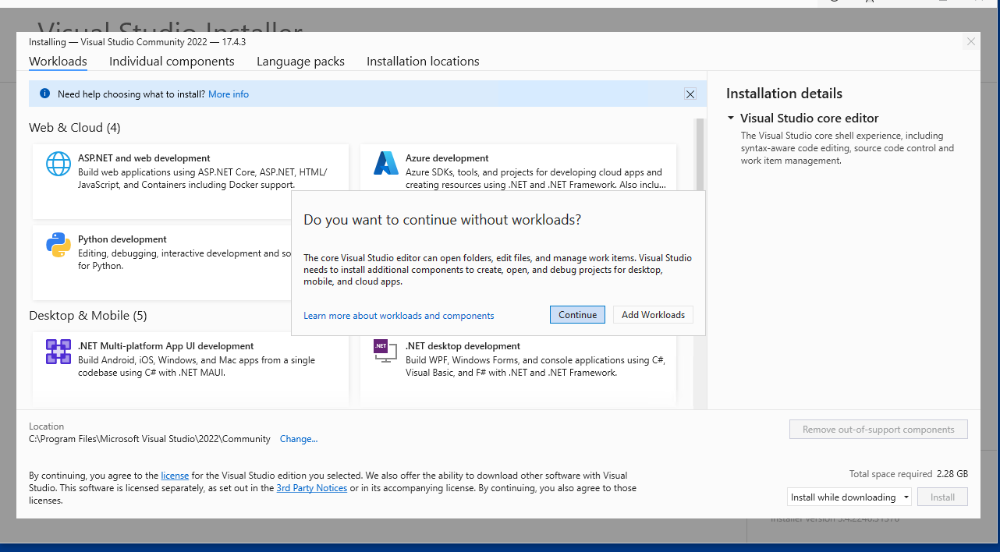 Visual Studio Installer
Installing — Visual Studio Community 2022 — 17.4.3
Workloads
Individual components
Language packs
Installation locations
Need help choosing what to install? More info
Web & Cloud (4)
ASP.NET and web development
Build web applications using ASP.NET Core, ASP.NET, HTML/
JavaScript, and Containers including Docker support.
Azure development
Azure SDKs, tools, and projects for developing cloud apps and
creating resources using .NET and .NET Framework. Also inclu...
Python development
Editing, debugging, interactive development and so
for Python.
Do you want to continue without workloads?
The core Visual Studio editor can open folders, edit files, and manage work items. Visual Studio
needs to install additional components to create, open, and debug projects for desktop,
mobile, and cloud apps.
Learn more about workloads and components
Continue
Add Workloads
Desktop & Mobile (5)
.NET Multi-platform App UI development
Build Android, iOS, Windows, and Mac apps from a single
codebase using C# with .NET MAUI.
.NET
.NET desktop development
Build WPF, Windows Forms, and console applications using C#,
Visual Basic, and F# with .NET and .NET Framework.
Installation details
Visual Studio core editor
The Visual Studio core shell experience, including
syntax-aware code editing, source code control and
work item management.
Location
C:\Program Files\Microsoft Visual Studio\2022\Community Change...
Remove out-of-support components
By continuing, you agree to the license for the Visual Studio edition you selected. We also offer the ability to download other software with Visual
Studio. This software is licensed separately, as set out in the 3rd Party Notices or in its accompanying license. By continuing, you also agree to those
licenses.
Total space required 2.28 GB
Install while downloading
Install
Installer version